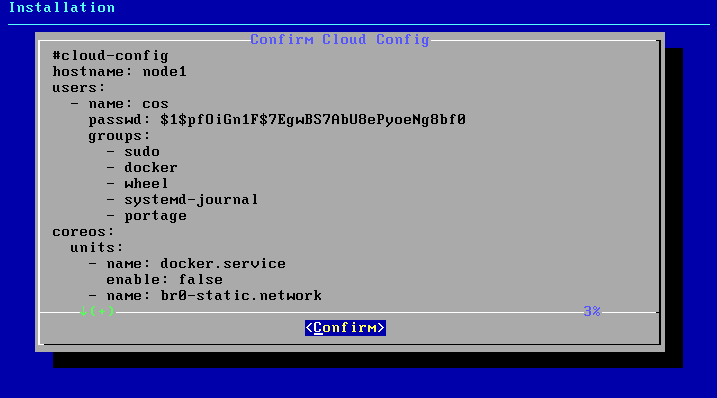 Installation
Confirm Cloud Config
#cloud-config
hostname: node1
users:
  - name: cos
    passwd: $1$pfOiGn1F$7EgwBS7AbU8ePyoeNg8bf0
    groups:
      - sudo
      - docker
      - wheel
      - systemd-journal
      - portage
coreos:
  units:
    - name: docker.service
      enable: false
    - name: br0-static.network
↓(+) 3%
<Confirm>